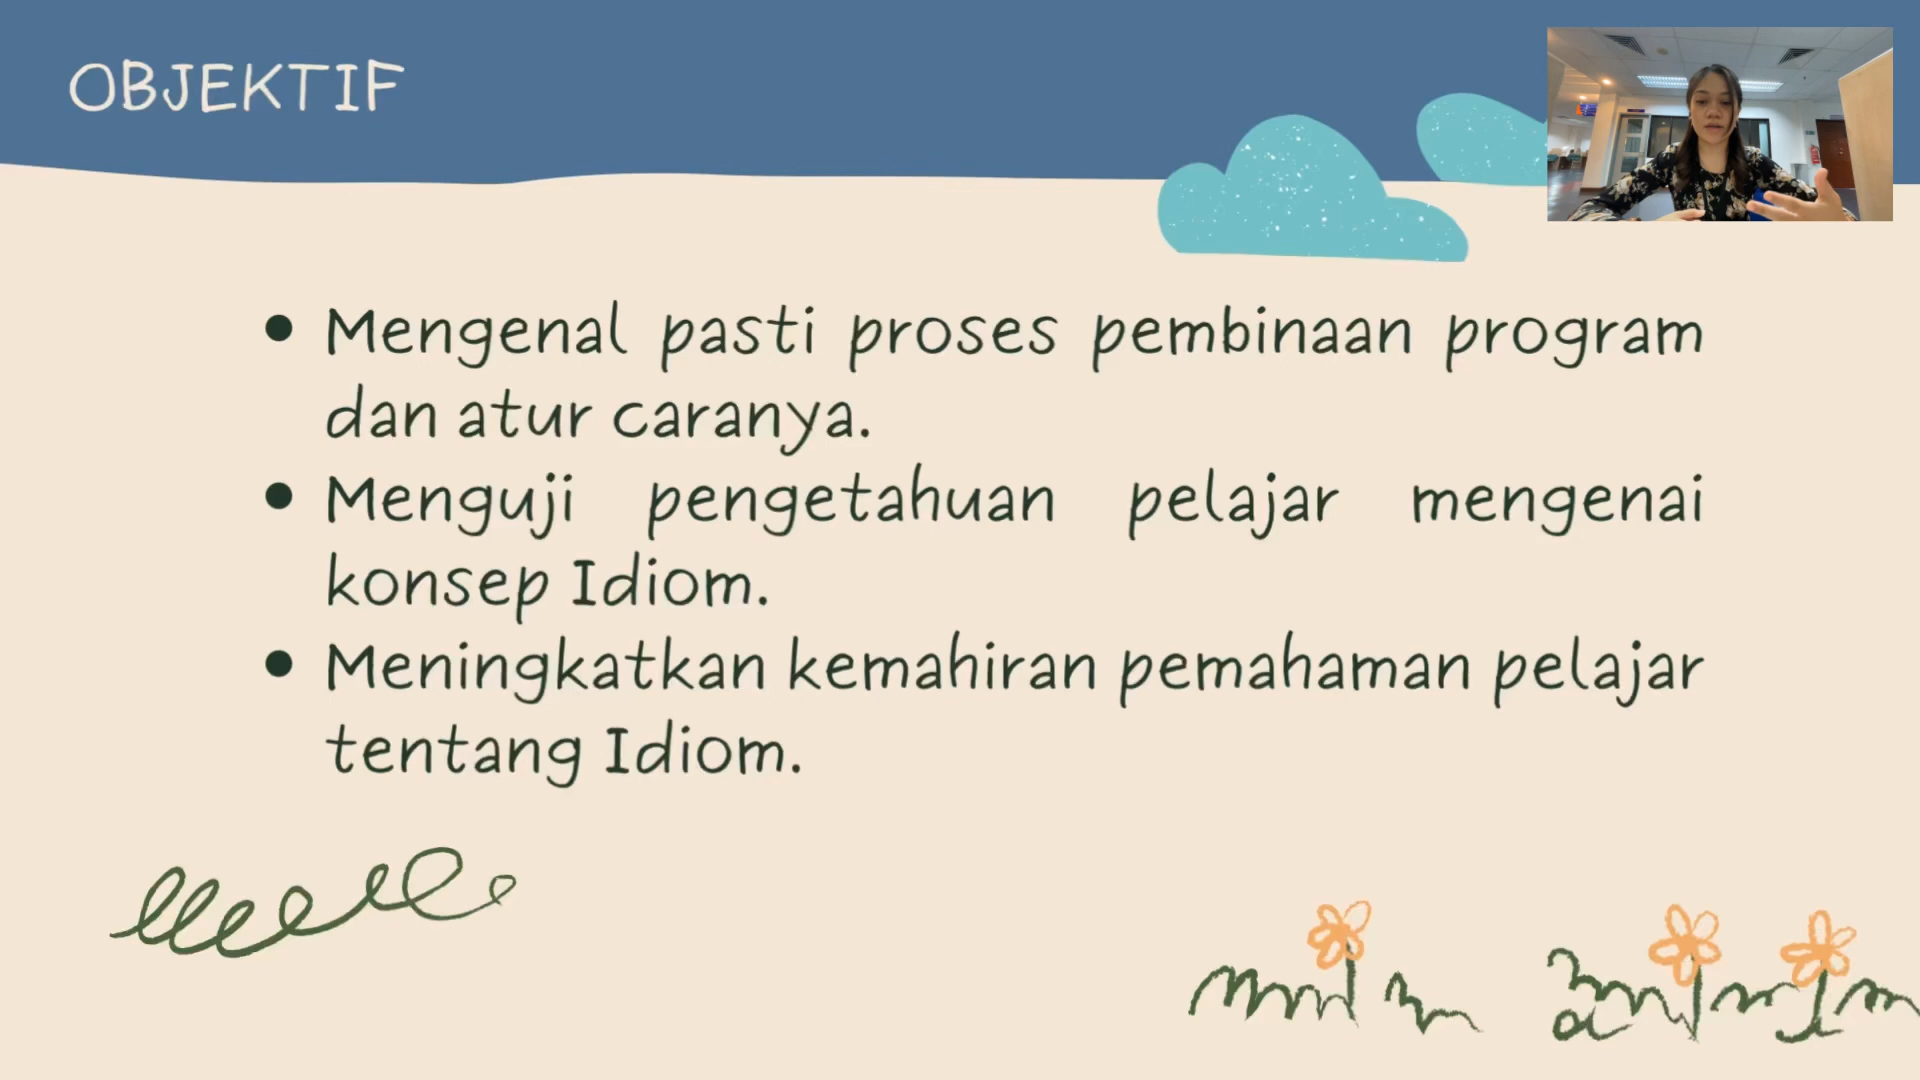 OBJEKTIF
• Mengenal pasti proses pembinaan program
dan atur caranya.
• Menguji pengetahuan pelajar mengenai
konsep Idiom.
• Meningkatkan kemahiran pemahaman pelajar
tentang Idiom.